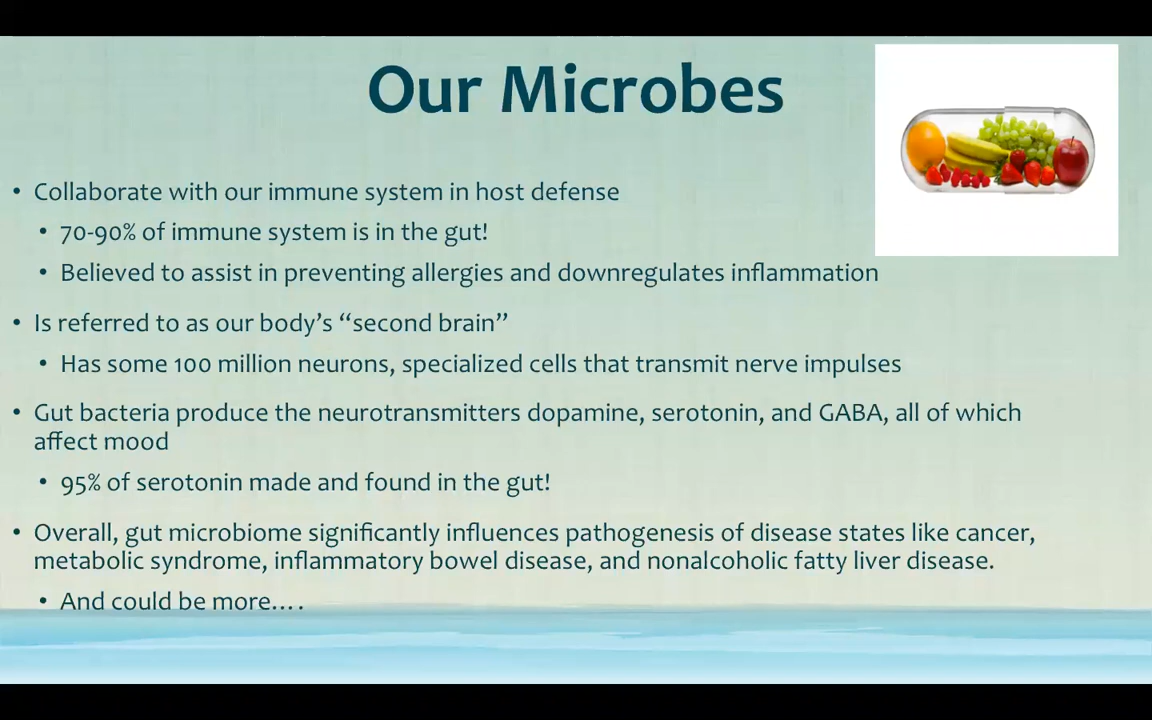 Our Microbes
• Collaborate with our immune system in host defense
• 70-90% of immune system is in the gut!
• Believed to assist in preventing allergies and downregulates inflammation
• Is referred to as our body’s “second brain”
• Has some 100 million neurons, specialized cells that transmit nerve impulses
• Gut bacteria produce the neurotransmitters dopamine, serotonin, and GABA, all of which
affect mood
• 95% of serotonin made and found in the gut!
• Overall, gut microbiome significantly influences pathogenesis of disease states like cancer,
metabolic syndrome, inflammatory bowel disease, and nonalcoholic fatty liver disease.
• And could be more….